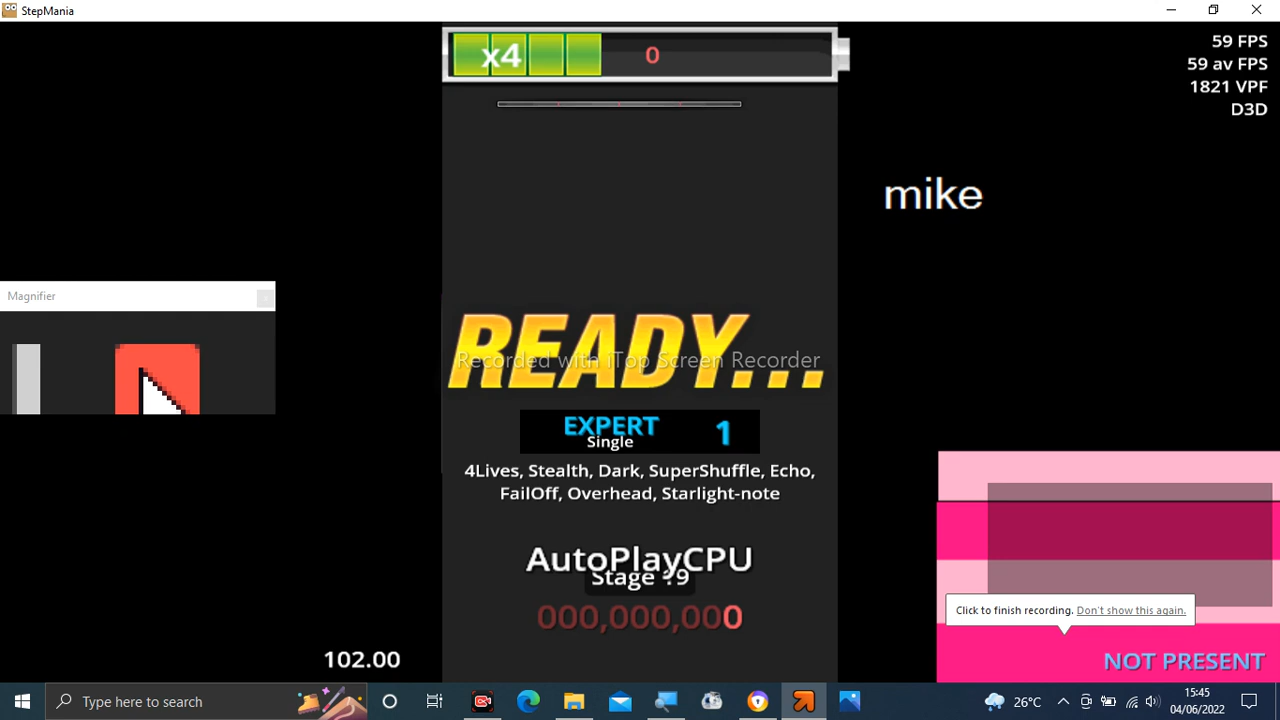 StepMania
x4
0
59 FPS
59 av FPS
1821 VPF
D3D
mike
Magnifier
READY...
Recorded with iTop Screen Recorder
EXPERT 1
Single
4Lives, Stealth, Dark, SuperShuffle, Echo,
FailOff, Overhead, Starlight-note
AutoPlayCPU
Stage 19
000,000,000
Click to finish recording. Don't show this again.
102.00
NOT PRESENT
Type here to search
26°C
15:45
04/06/2022